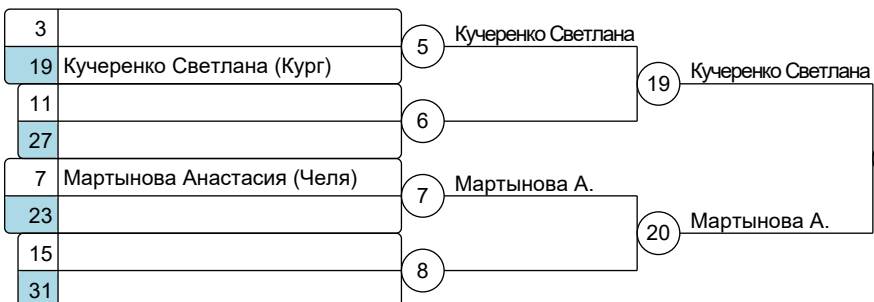 3
5
Кучеренко Светлана
19 Кучеренко Светлана (Кург)
19
Кучеренко Светлана
11
6
27
7 Мартынова Анастасия (Челя)
7
Мартынова А.
23
20
Мартынова А.
15
8
31